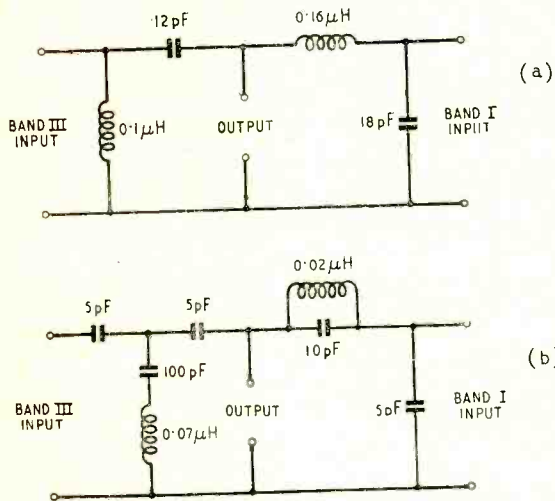 12pF
0·16μH
(a)
BAND III
INPUT
0·1μH
OUTPUT
18pF
BAND I
INPUT
0·02μH
5pF
5pF
10pF
(b)
100pF
BAND III
INPUT
OUTPUT
5pF
BAND I
INPUT
0·07μH